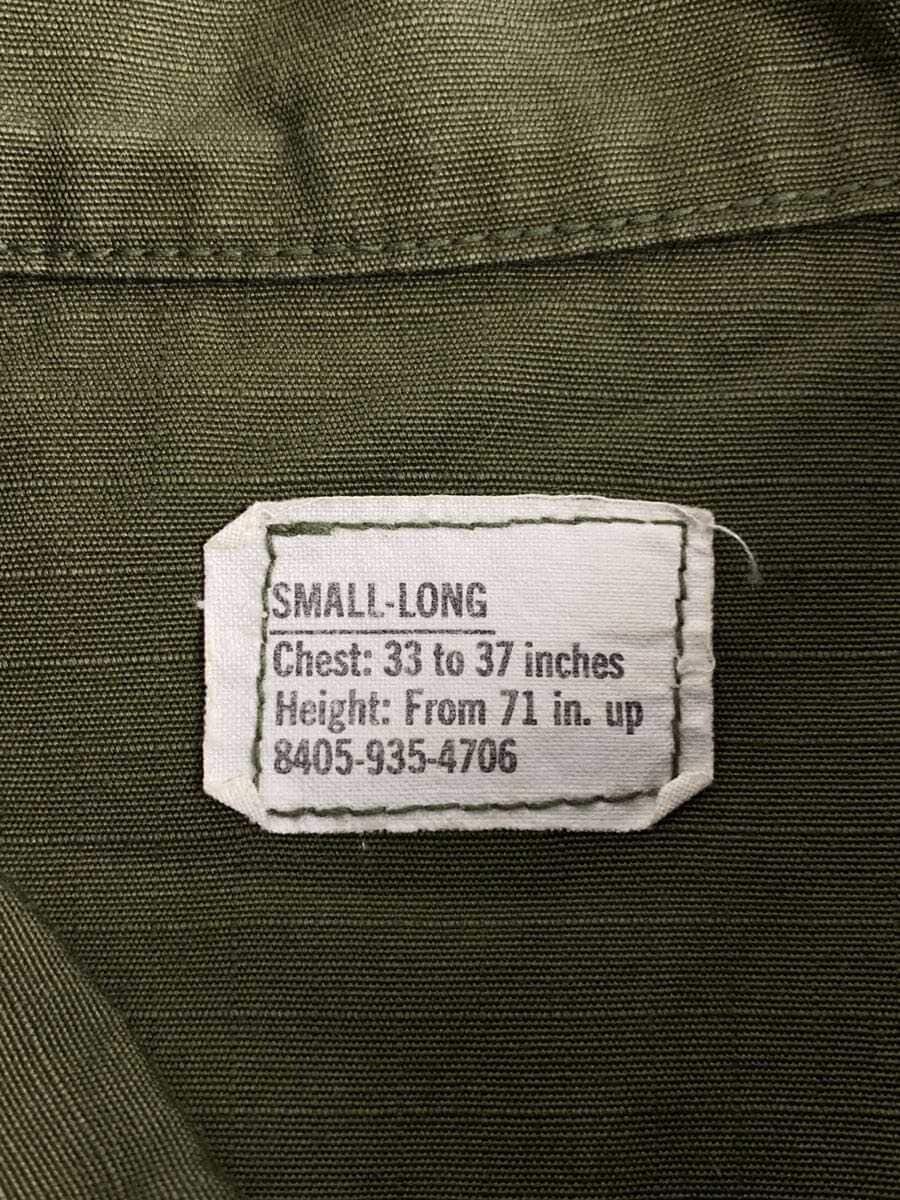 SMALL-LONG
Chest: 33 to 37 inches
Height: From 71 in. up
8405-935-4706